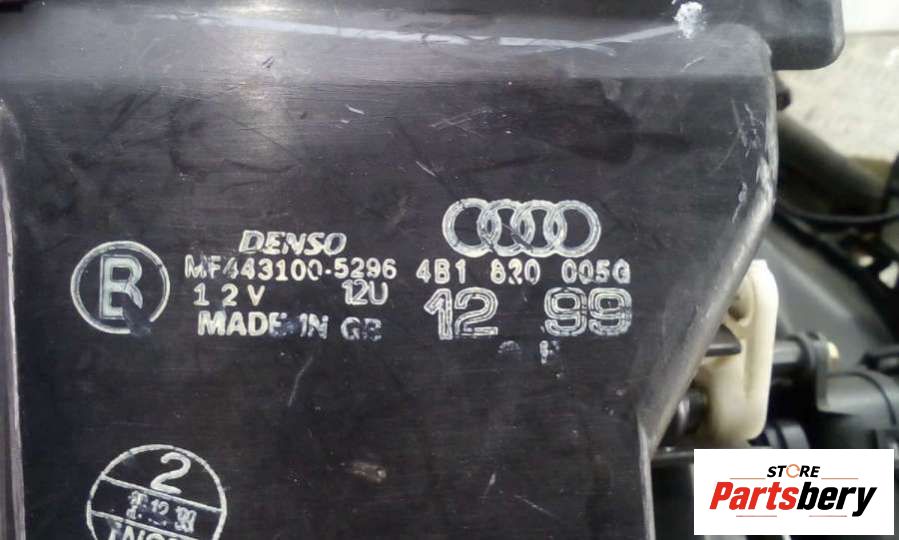 DENSO
MF443100-5296
12V 12U
MADE IN GB
B
4B1 820 005G
12 99
2
STORE
Partsbery